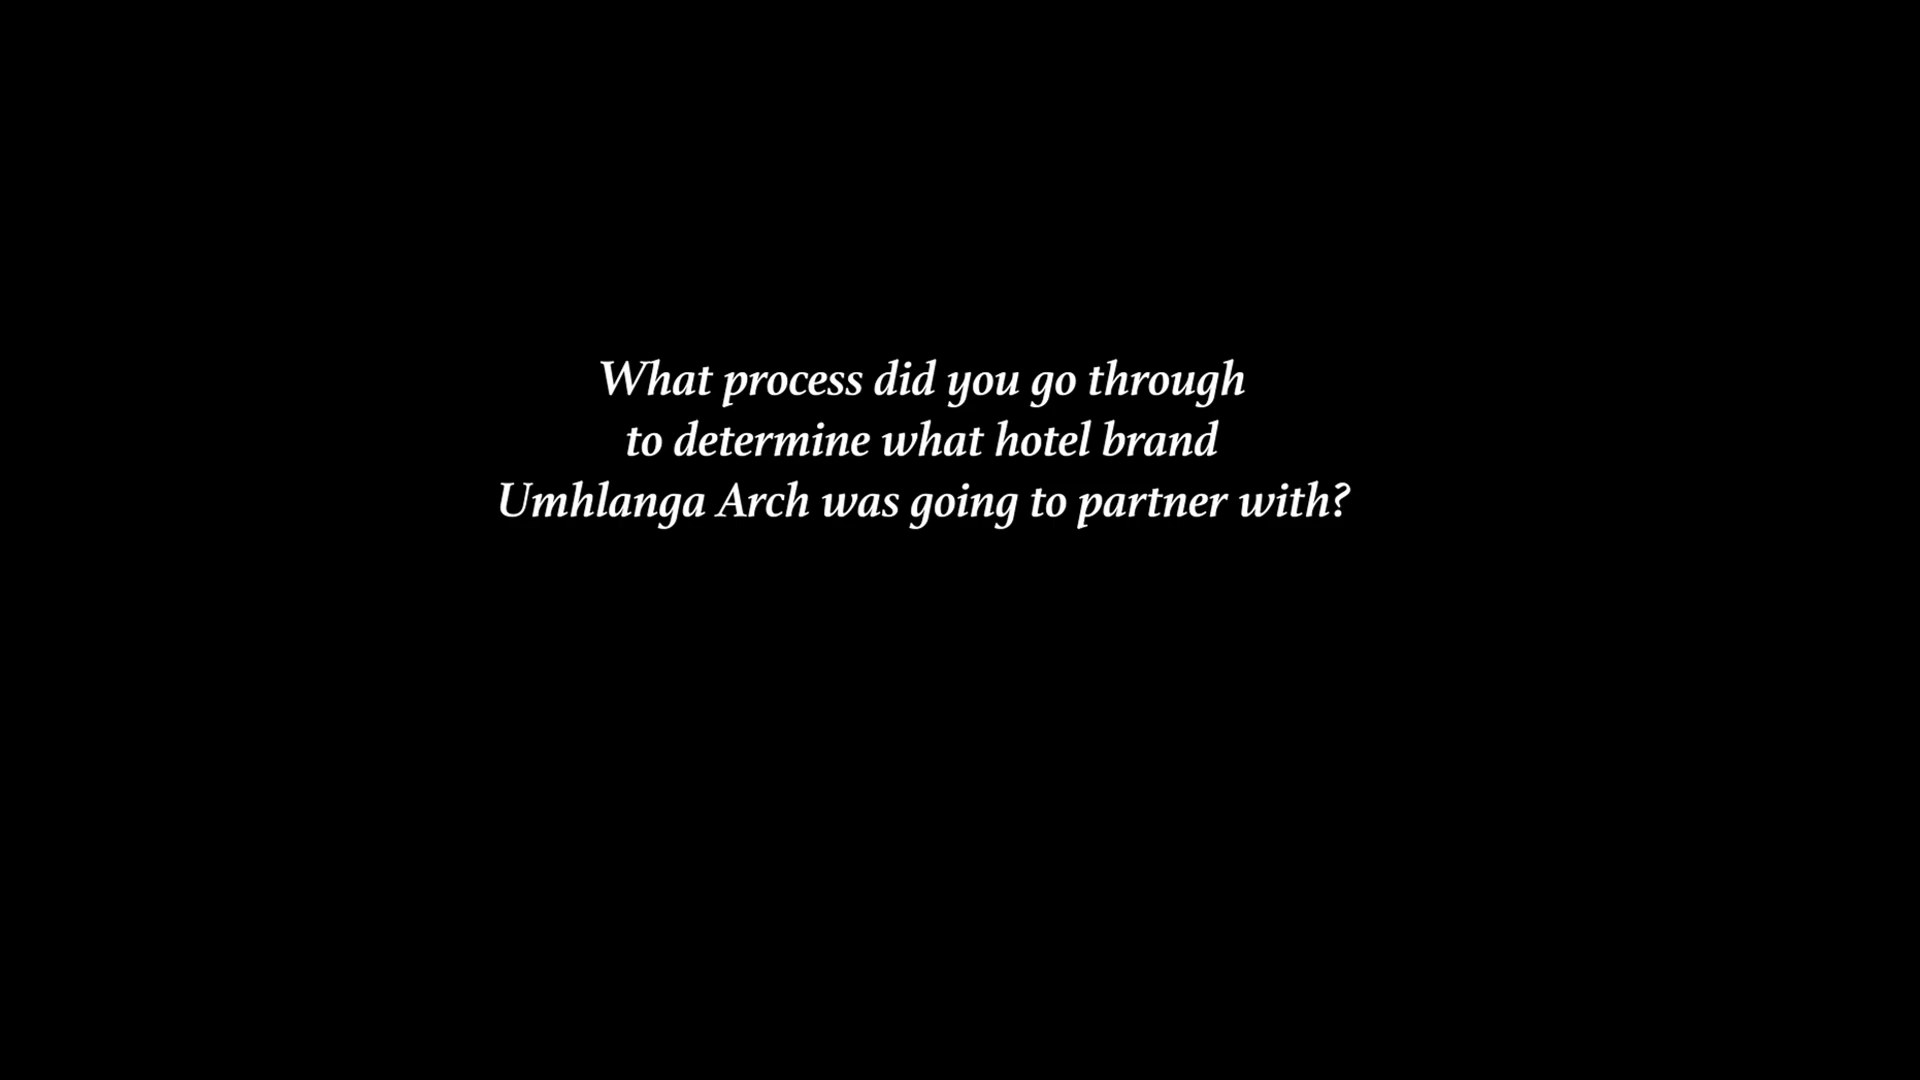 What process did you go through
to determine what hotel brand
Umhlanga Arch was going to partner with?